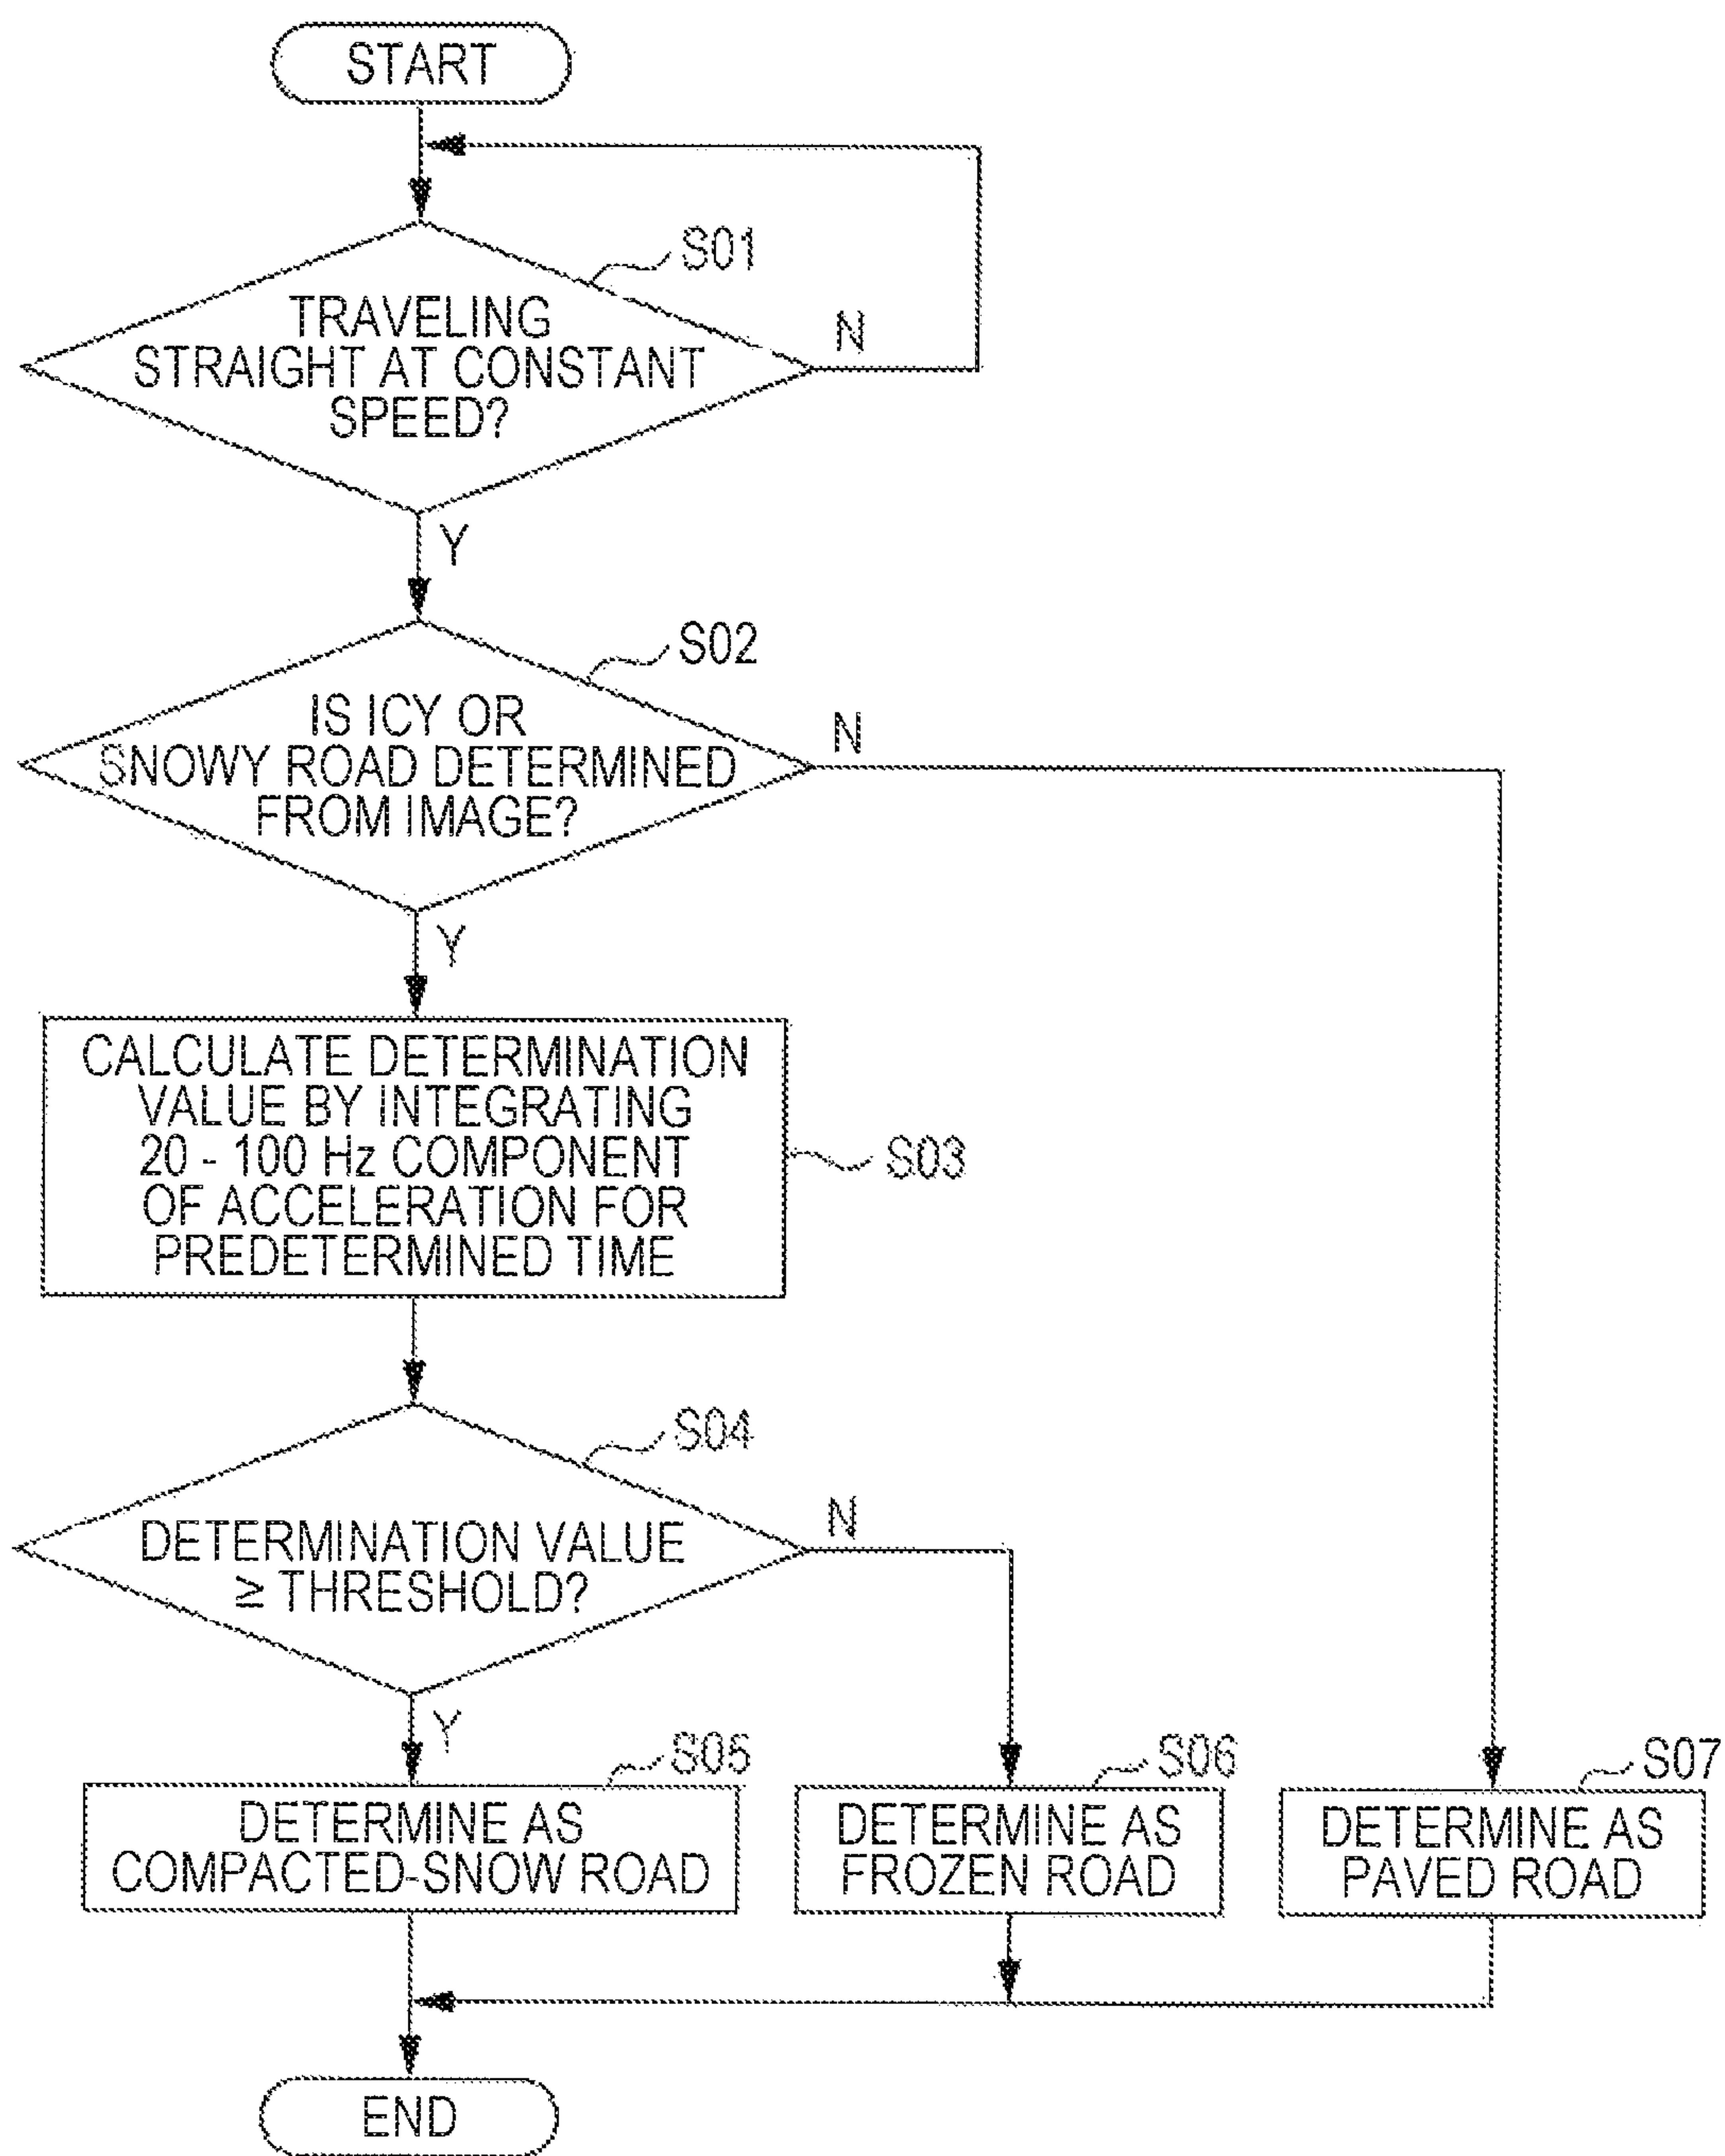 START
S01
TRAVELING
STRAIGHT AT CONSTANT
SPEED?
N
Y
S02
IS ICY OR
SNOWY ROAD DETERMINED
FROM IMAGE?
N
Y
CALCULATE DETERMINATION
VALUE BY INTEGRATING
20 - 100 Hz COMPONENT
OF ACCELERATION FOR
PREDETERMINED TIME
S03
S04
DETERMINATION VALUE
≥ THRESHOLD?
N
Y
S05
DETERMINE AS
COMPACTED-SNOW ROAD
S06
DETERMINE AS
FROZEN ROAD
S07
DETERMINE AS
PAVED ROAD
END